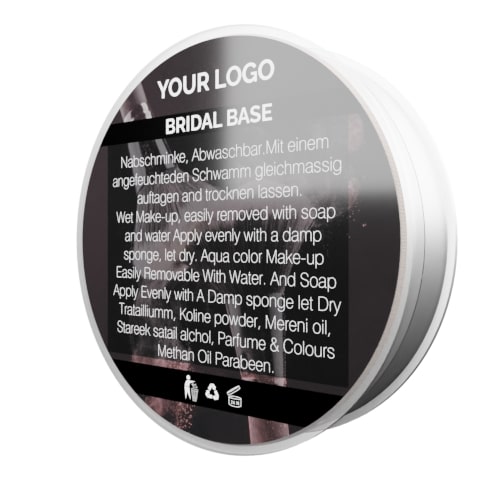 YOUR LOGO
BRIDAL BASE
Nabschminke, Abwaschbar.Mit einem
angefeuchteden Schwamm gleichmassig
auftagen and trocknen lassen.
Wet Make-up, easily removed with soap
and water Apply evenly with a damp
sponge, let dry. Aqua color Make-up
Easily Removable With Water. And Soap
Apply Evenly with A Damp sponge let Dry
Tratailliumm, Koline powder, Mereni oil,
Stareek satail alchol, Parfume & Colours
Methan Oil Parabeen.